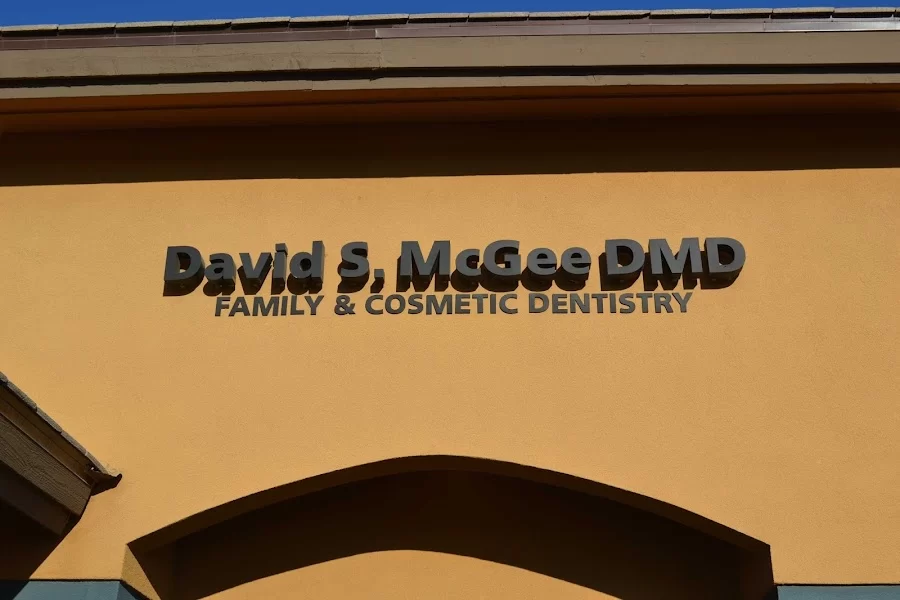 David S. McGee DMD
FAMILY & COSMETIC DENTISTRY